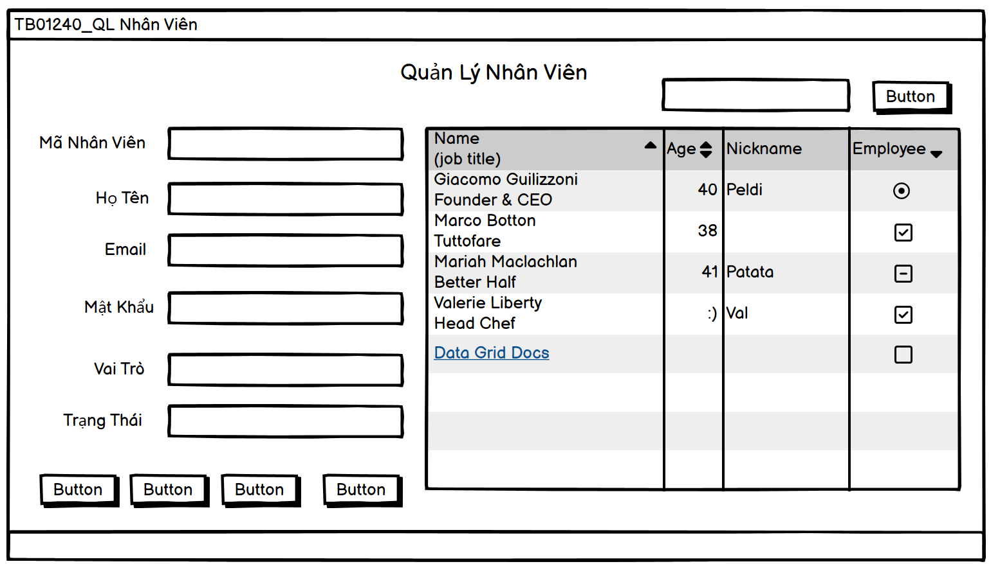 TB01240_QL Nhân Viên
Quản Lý Nhân Viên
Button
Mã Nhân Viên
Họ Tên
Email
Mật Khẩu
Vai Trò
Trạng Thái
Button Button Button Button
Name
(job title)
Age
Nickname
Employee
Giacomo Guilizzoni
Founder & CEO
40
Peldi
Marco Botton
Tuttofare
38
Mariah Maclachlan
Better Half
41
Patata
Valerie Liberty
Head Chef
:)
Val
Data Grid Docs